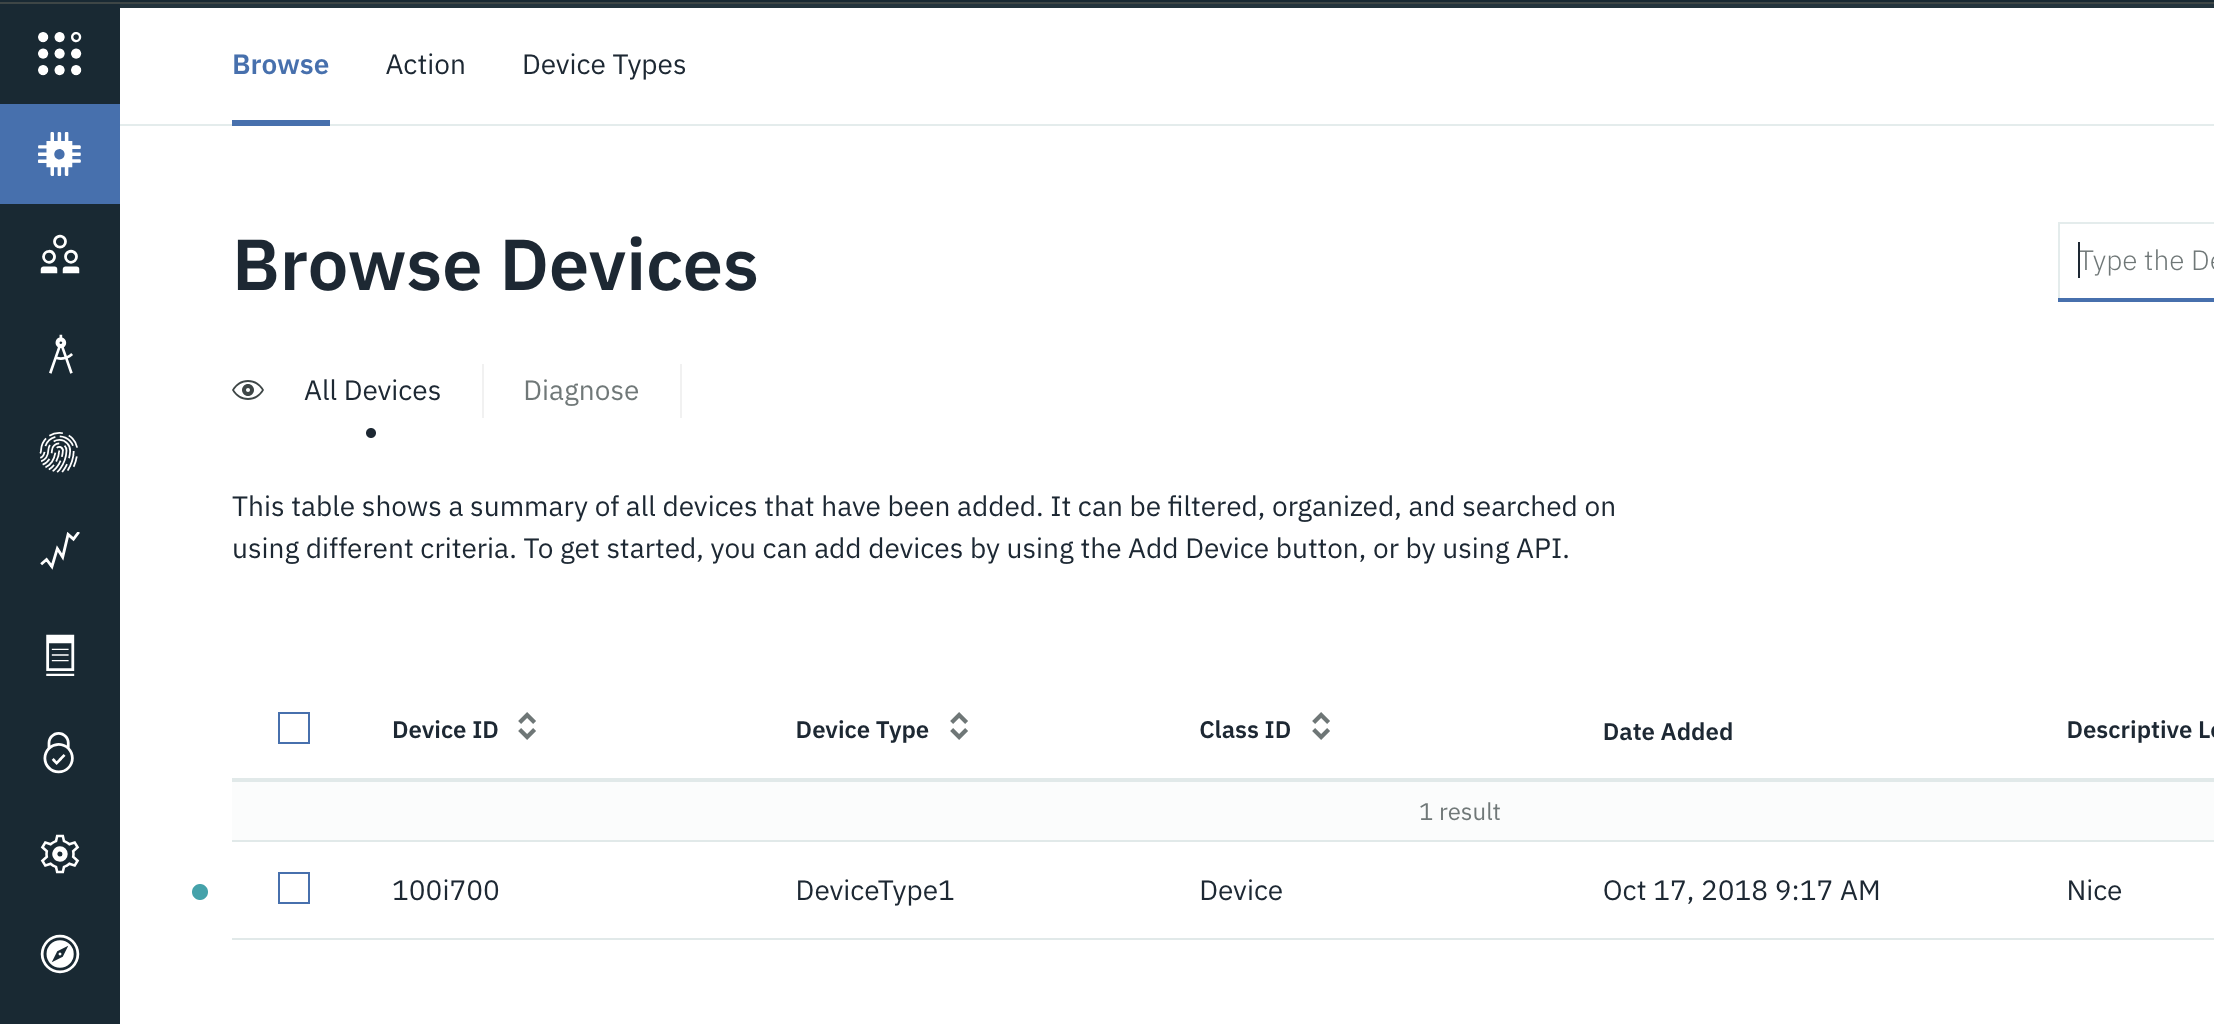 Browse Action Device Types
Browse Devices
Type the De
All Devices Diagnose
This table shows a summary of all devices that have been added. It can be filtered, organized, and searched on
using different criteria. To get started, you can add devices by using the Add Device button, or by using API.
Device ID Device Type Class ID Date Added Descriptive Lo
1 result
100i700 DeviceType1 Device Oct 17, 2018 9:17 AM Nice